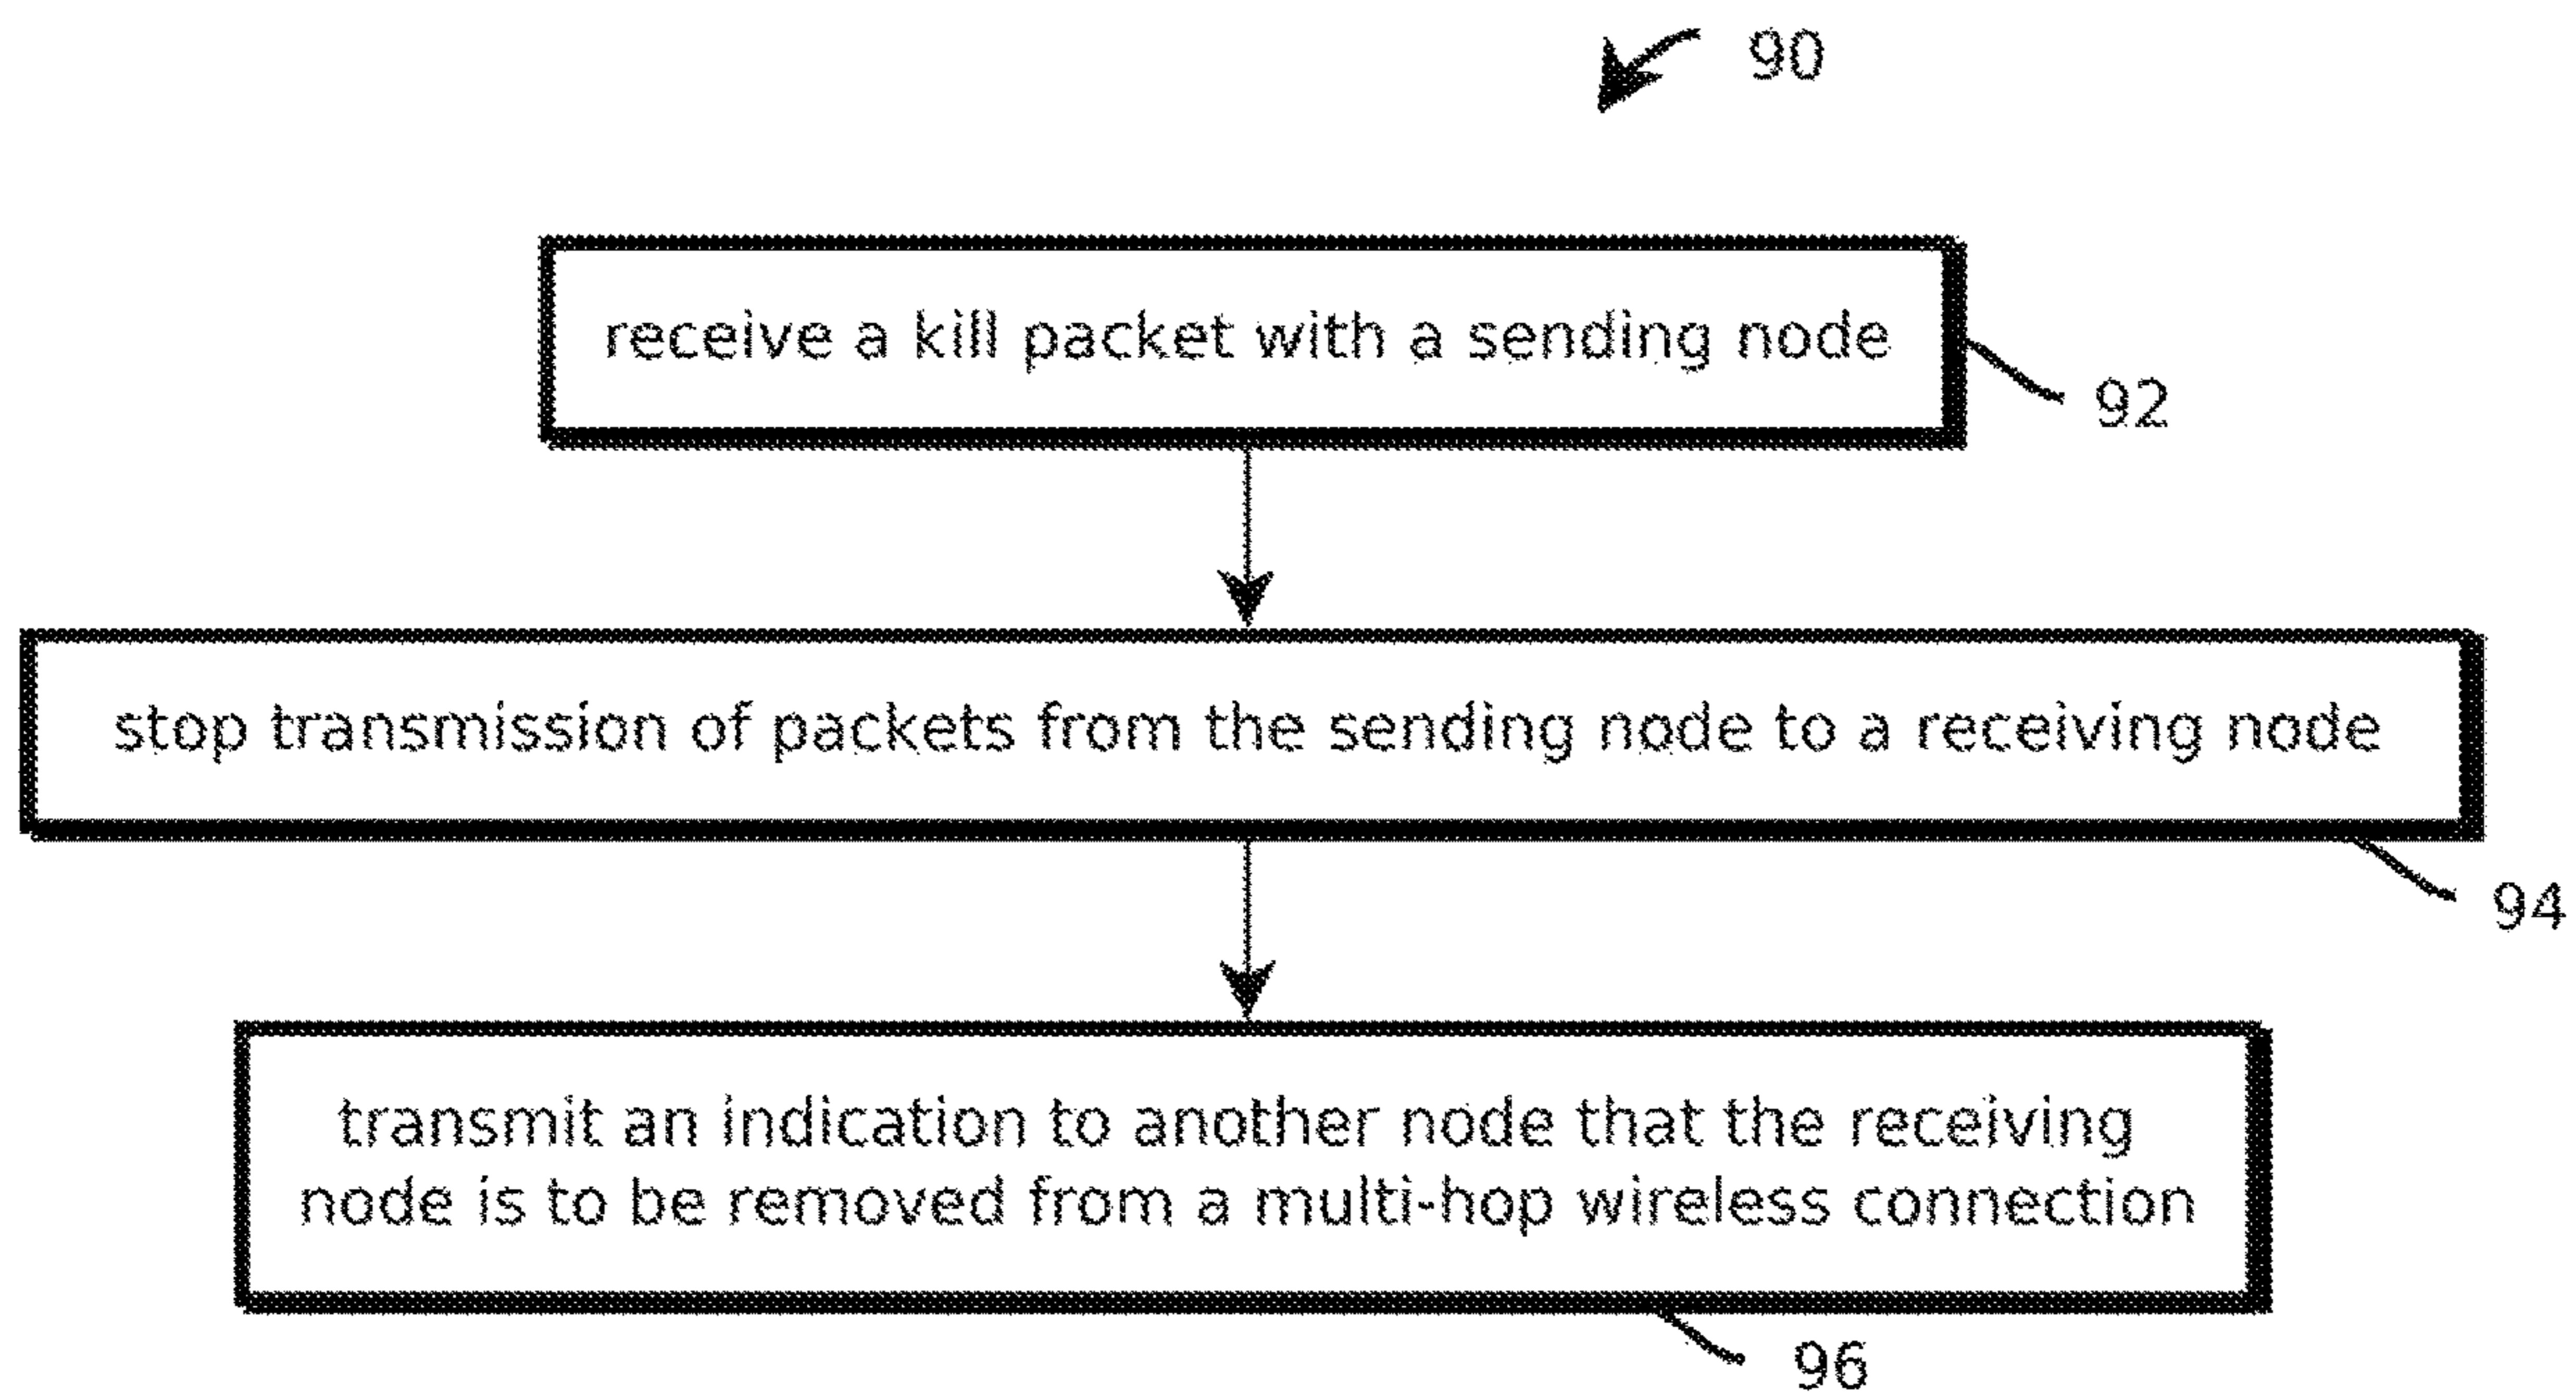 90
receive a kill packet with a sending node
92
stop transmission of packets from the sending node to a receiving node
94
transmit an indication to another node that the receiving
node is to be removed from a multi-hop wireless connection
96